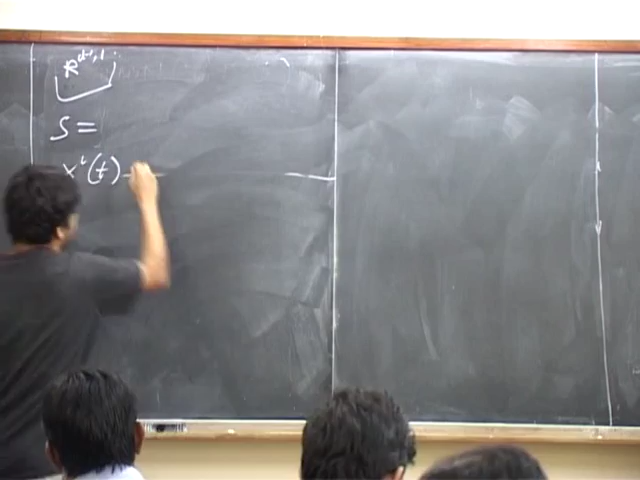 R^{d-1,1}
S =
x^i(t)